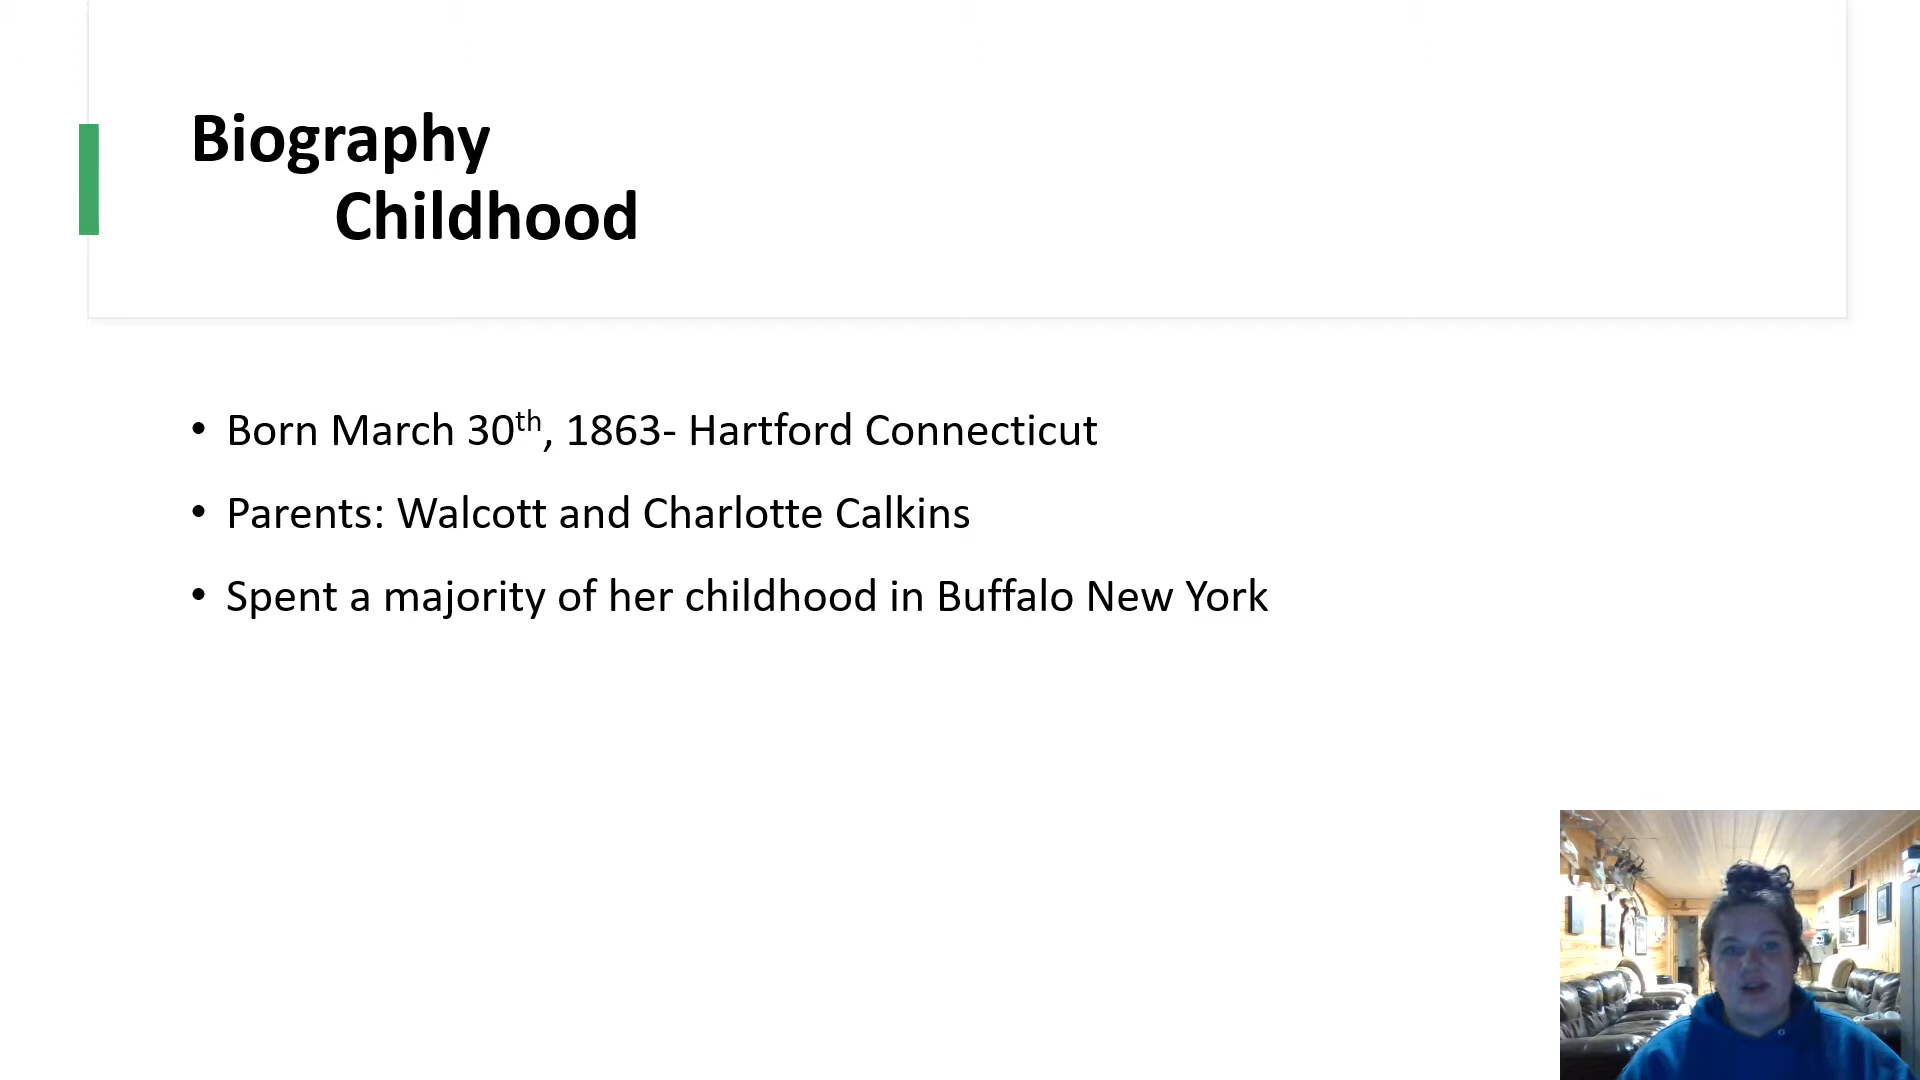 Biography
Childhood
• Born March 30th, 1863- Hartford Connecticut
• Parents: Walcott and Charlotte Calkins
• Spent a majority of her childhood in Buffalo New York